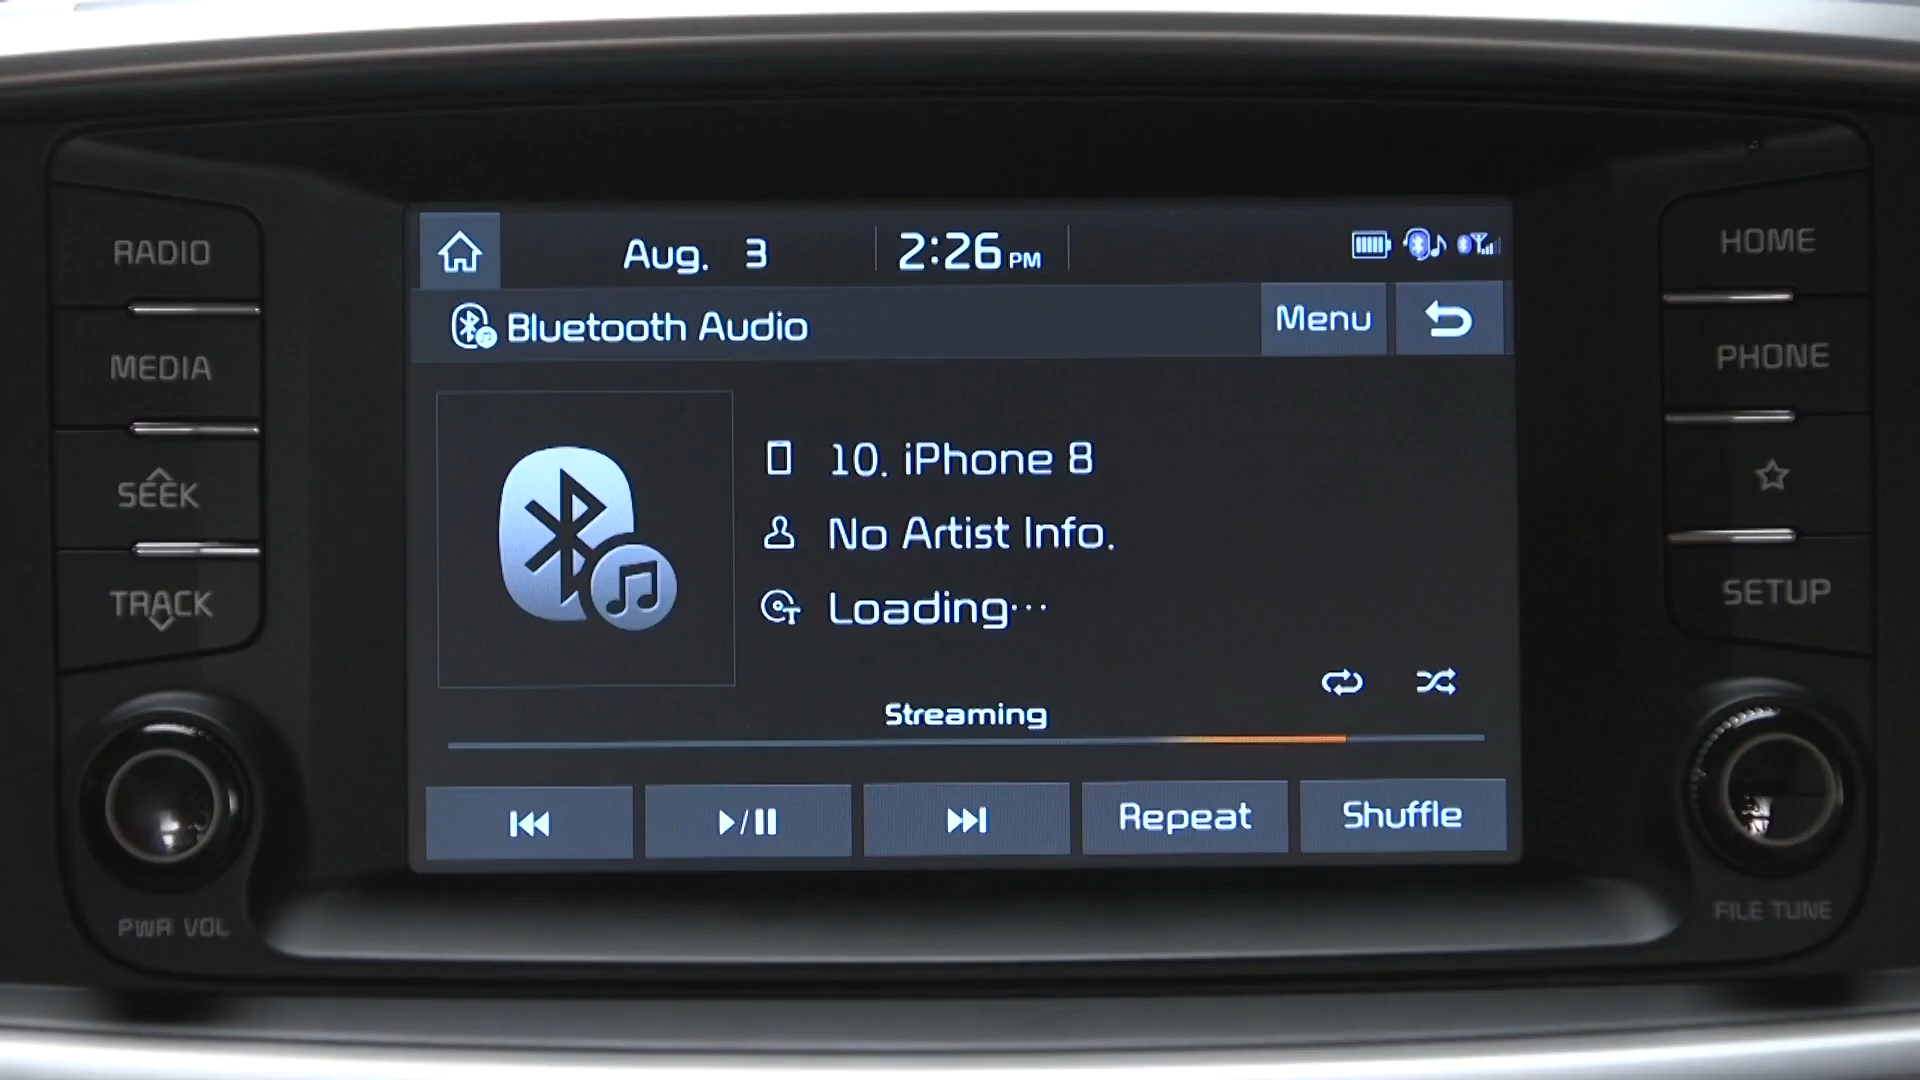 RADIO
MEDIA
SEEK
TRACK
PWR VOL
Aug. 3 2:26 PM
Bluetooth Audio
Menu
10. iPhone 8
No Artist Info.
Loading···
Streaming
Repeat
Shuffle
HOME
PHONE
SETUP
FILE TUNE